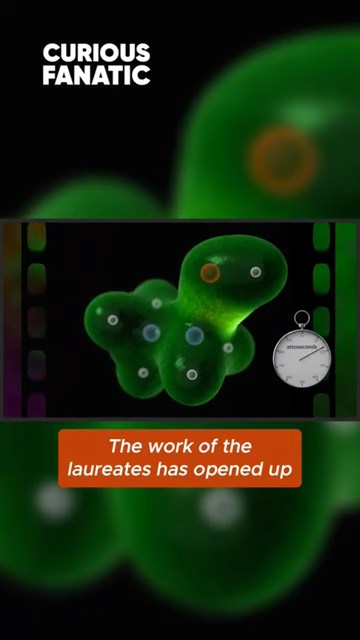 CURIOUS
FANATIC
attoseconds
The work of the
laureates has opened up